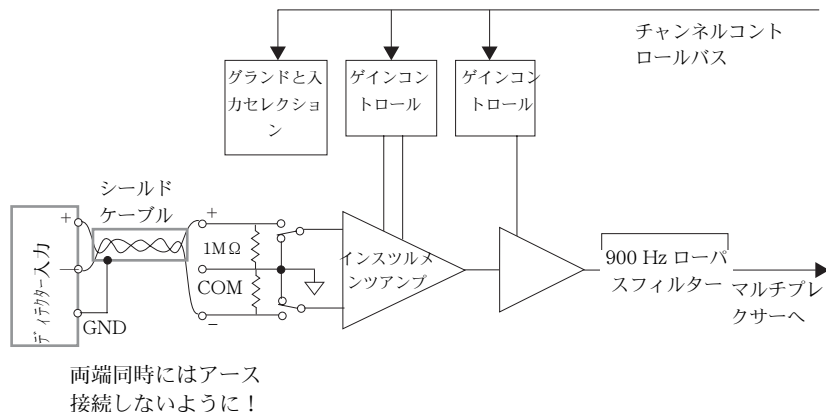 チャンネルコント
ロールバス
グランドと入
力セレクショ
ン
ゲインコン
トロール
ゲインコン
トロール
シールド
ケーブル
+
+
1MΩ
COM
−
−
GND
ディテクター入力
インスツルメ
ンツアンプ
900 Hz ローパ
スフィルター
マルチプレ
クサーへ
両端同時にはアース
接続しないように！